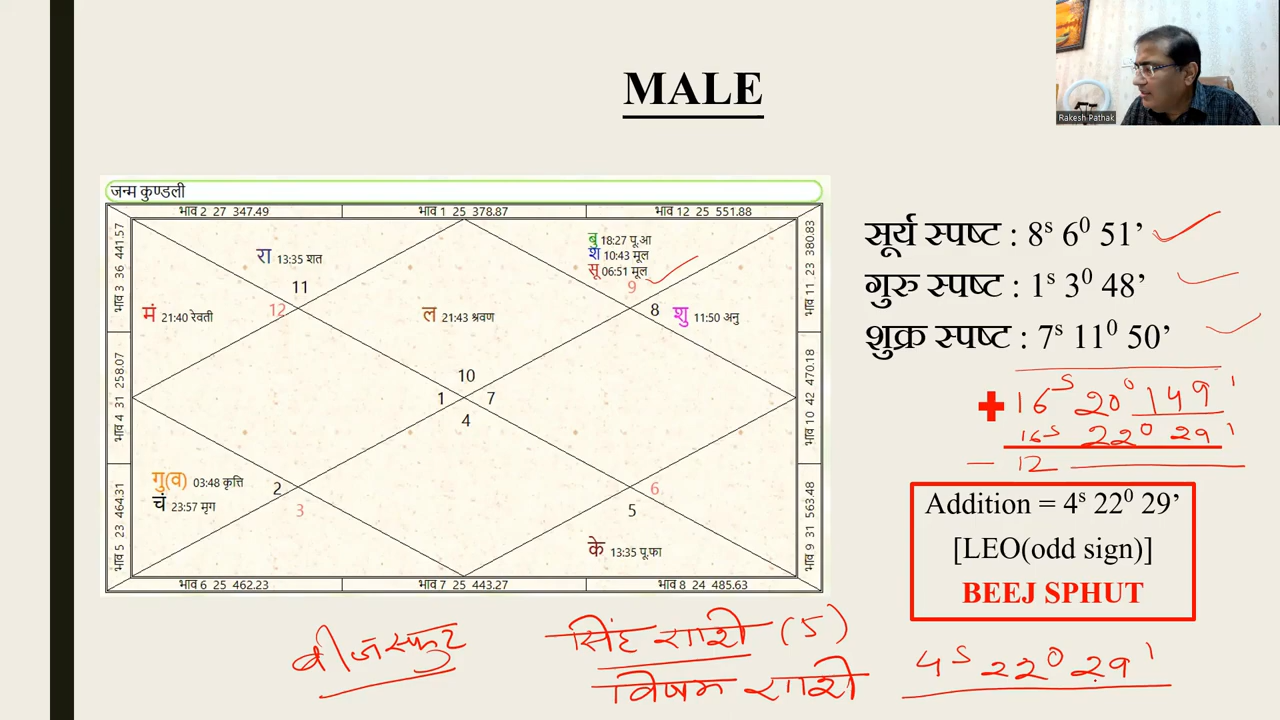 MALE
Rakesh Pathak
जन्म कुण्डली
भाव 2 27 347.49
भाव 1 25 378.87
भाव 12 25 551.88
भाव 3 36 441.57
भाव 11 23 380.83
रा 13:35 शत
11
बु 18:27 पू.आ
श 10:43 मूल
सू 06:51 मूल
9
मं 21:40 रेवती
12
ल 21:43 श्रवण
8
शु 11:50 अनु
10
1 7
4
भाव 4 31 258.07
भाव 10 42 470.18
गु(व) 03:48 कृत्ति
2
चं 23:57 मृग
3
6
5
के 13:35 पू.फा
भाव 5 23 464.31
भाव 9 31 563.48
भाव 6 25 462.23
भाव 7 25 443.27
भाव 8 24 485.63
सूर्य स्पष्ट : 8s 60 51’
गुरु स्पष्ट : 1s 30 48’
शुक्र स्पष्ट : 7s 110 50’
+ 16s 200 149'
16s 220 29'
- 12
Addition = 4s 220 29’
[LEO(odd sign)]
BEEJ SPHUT
बीजस्फुट
सिंह राशी (5)
विषम राशी
4s 220 29'